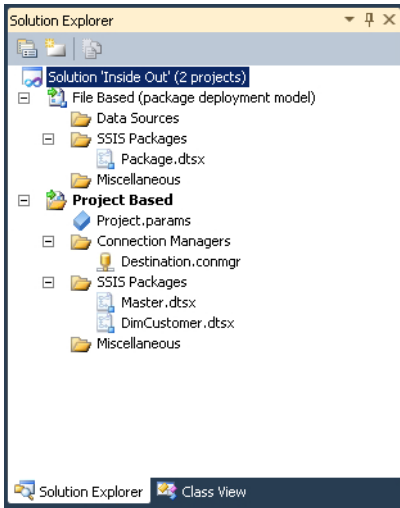 Solution Explorer
Solution 'Inside Out' (2 projects)
File Based (package deployment model)
Data Sources
SSIS Packages
Package.dtsx
Miscellaneous
Project Based
Project.params
Connection Managers
Destination.conmgr
SSIS Packages
Master.dtsx
DimCustomer.dtsx
Miscellaneous
Solution Explorer Class View